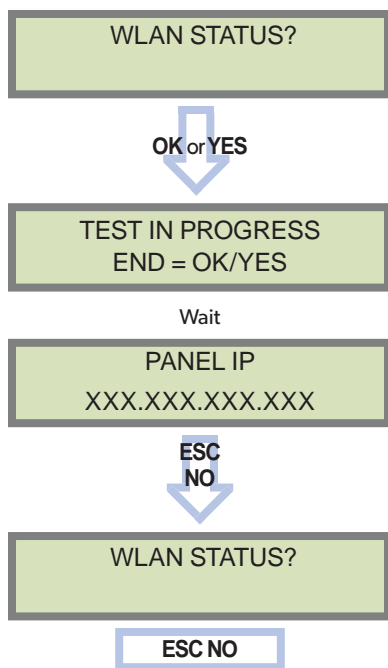 WLAN STATUS?
OK or YES
TEST IN PROGRESS
END = OK/YES
Wait
PANEL IP
XXX.XXX.XXX.XXX
ESC
NO
WLAN STATUS?
ESC NO